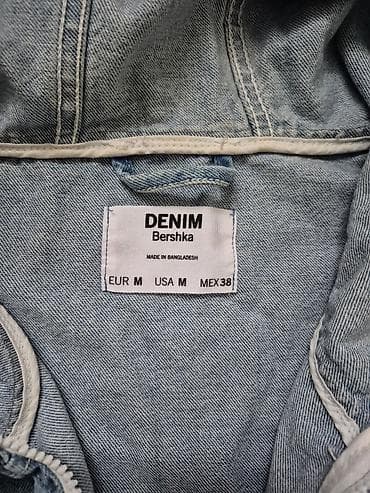 DENIM
Bershka
MADE IN BANGLADESH
EUR M USA M MEX 38